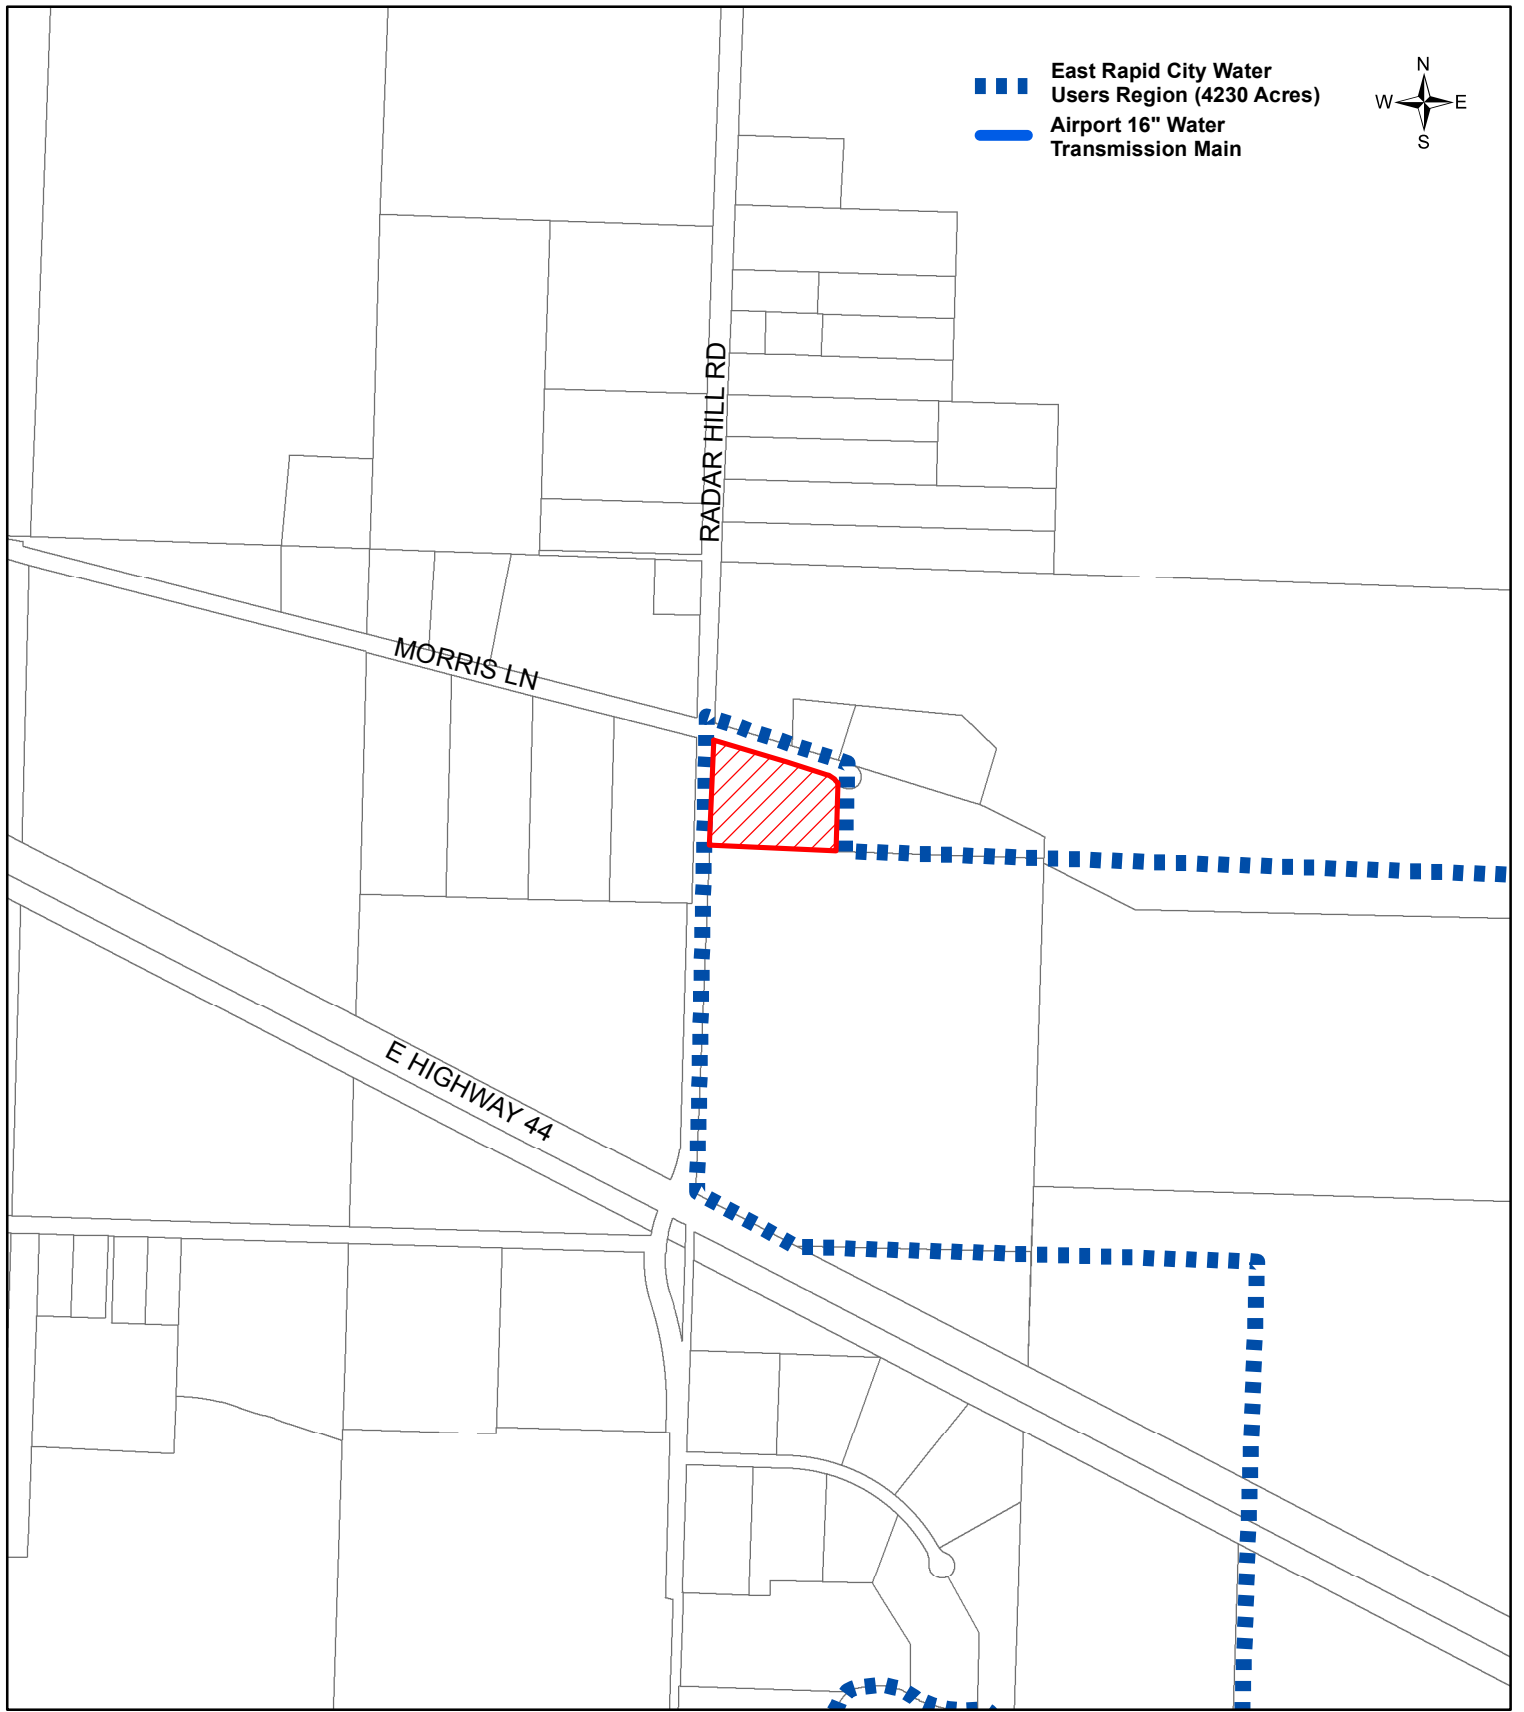 East Rapid City Water
Users Region (4230 Acres)
Airport 16" Water
Transmission Main
N
W E
S
RADAR HILL RD
MORRIS LN
E HIGHWAY 44